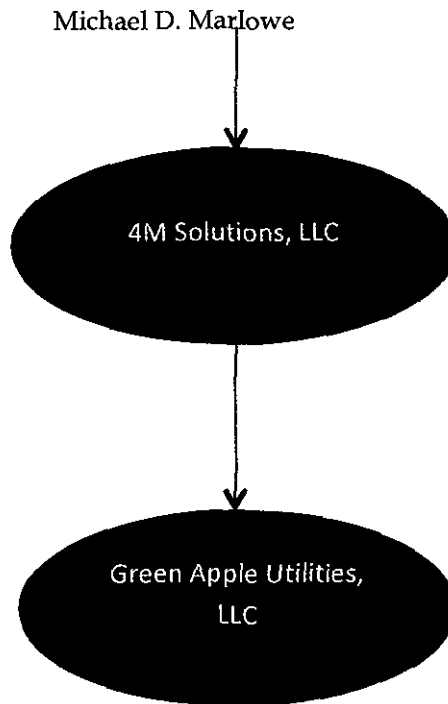 Michael D. Marlowe
4M Solutions, LLC
Green Apple Utilities,
LLC